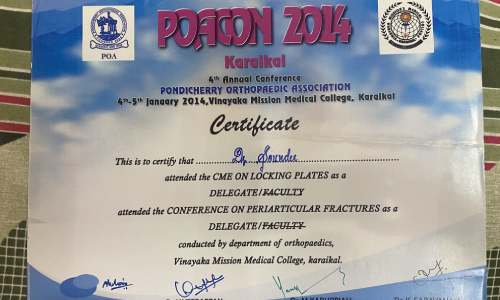 POACON 2014
POA
Karaikal
4th Annual Conference
PONDICHERRY ORTHOPAEDIC ASSOCIATION
4th-5th January 2014,Vinayaka Mission Medical College, Karaikal
Certificate
This is to certify that Dr Sounder
attended the CME ON LOCKING PLATES as a
DELEGATE/FACULTY
attended the CONFERENCE ON PERIARTICULAR FRACTURES as a
DELEGATE/FACULTY
conducted by department of orthopaedics,
Vinayaka Mission Medical College, karaikal.